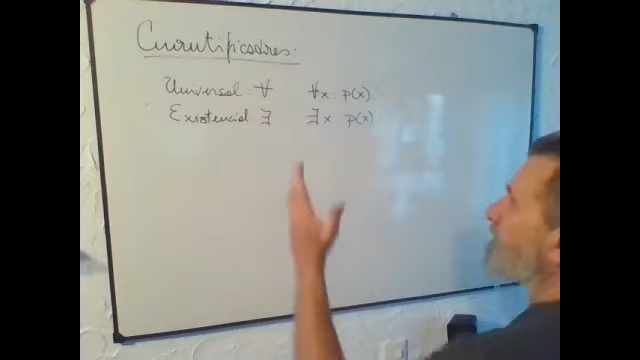 Cuantificadores.
Universal : ∀ ∀x : p(x)
Existencial ∃ ∃x p(x)